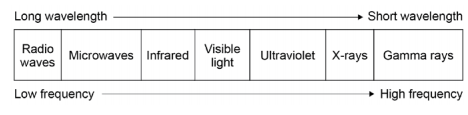 Long wavelength Short wavelength
Radio waves Microwaves Infrared Visible light Ultraviolet X-rays Gamma rays
Low frequency High frequency